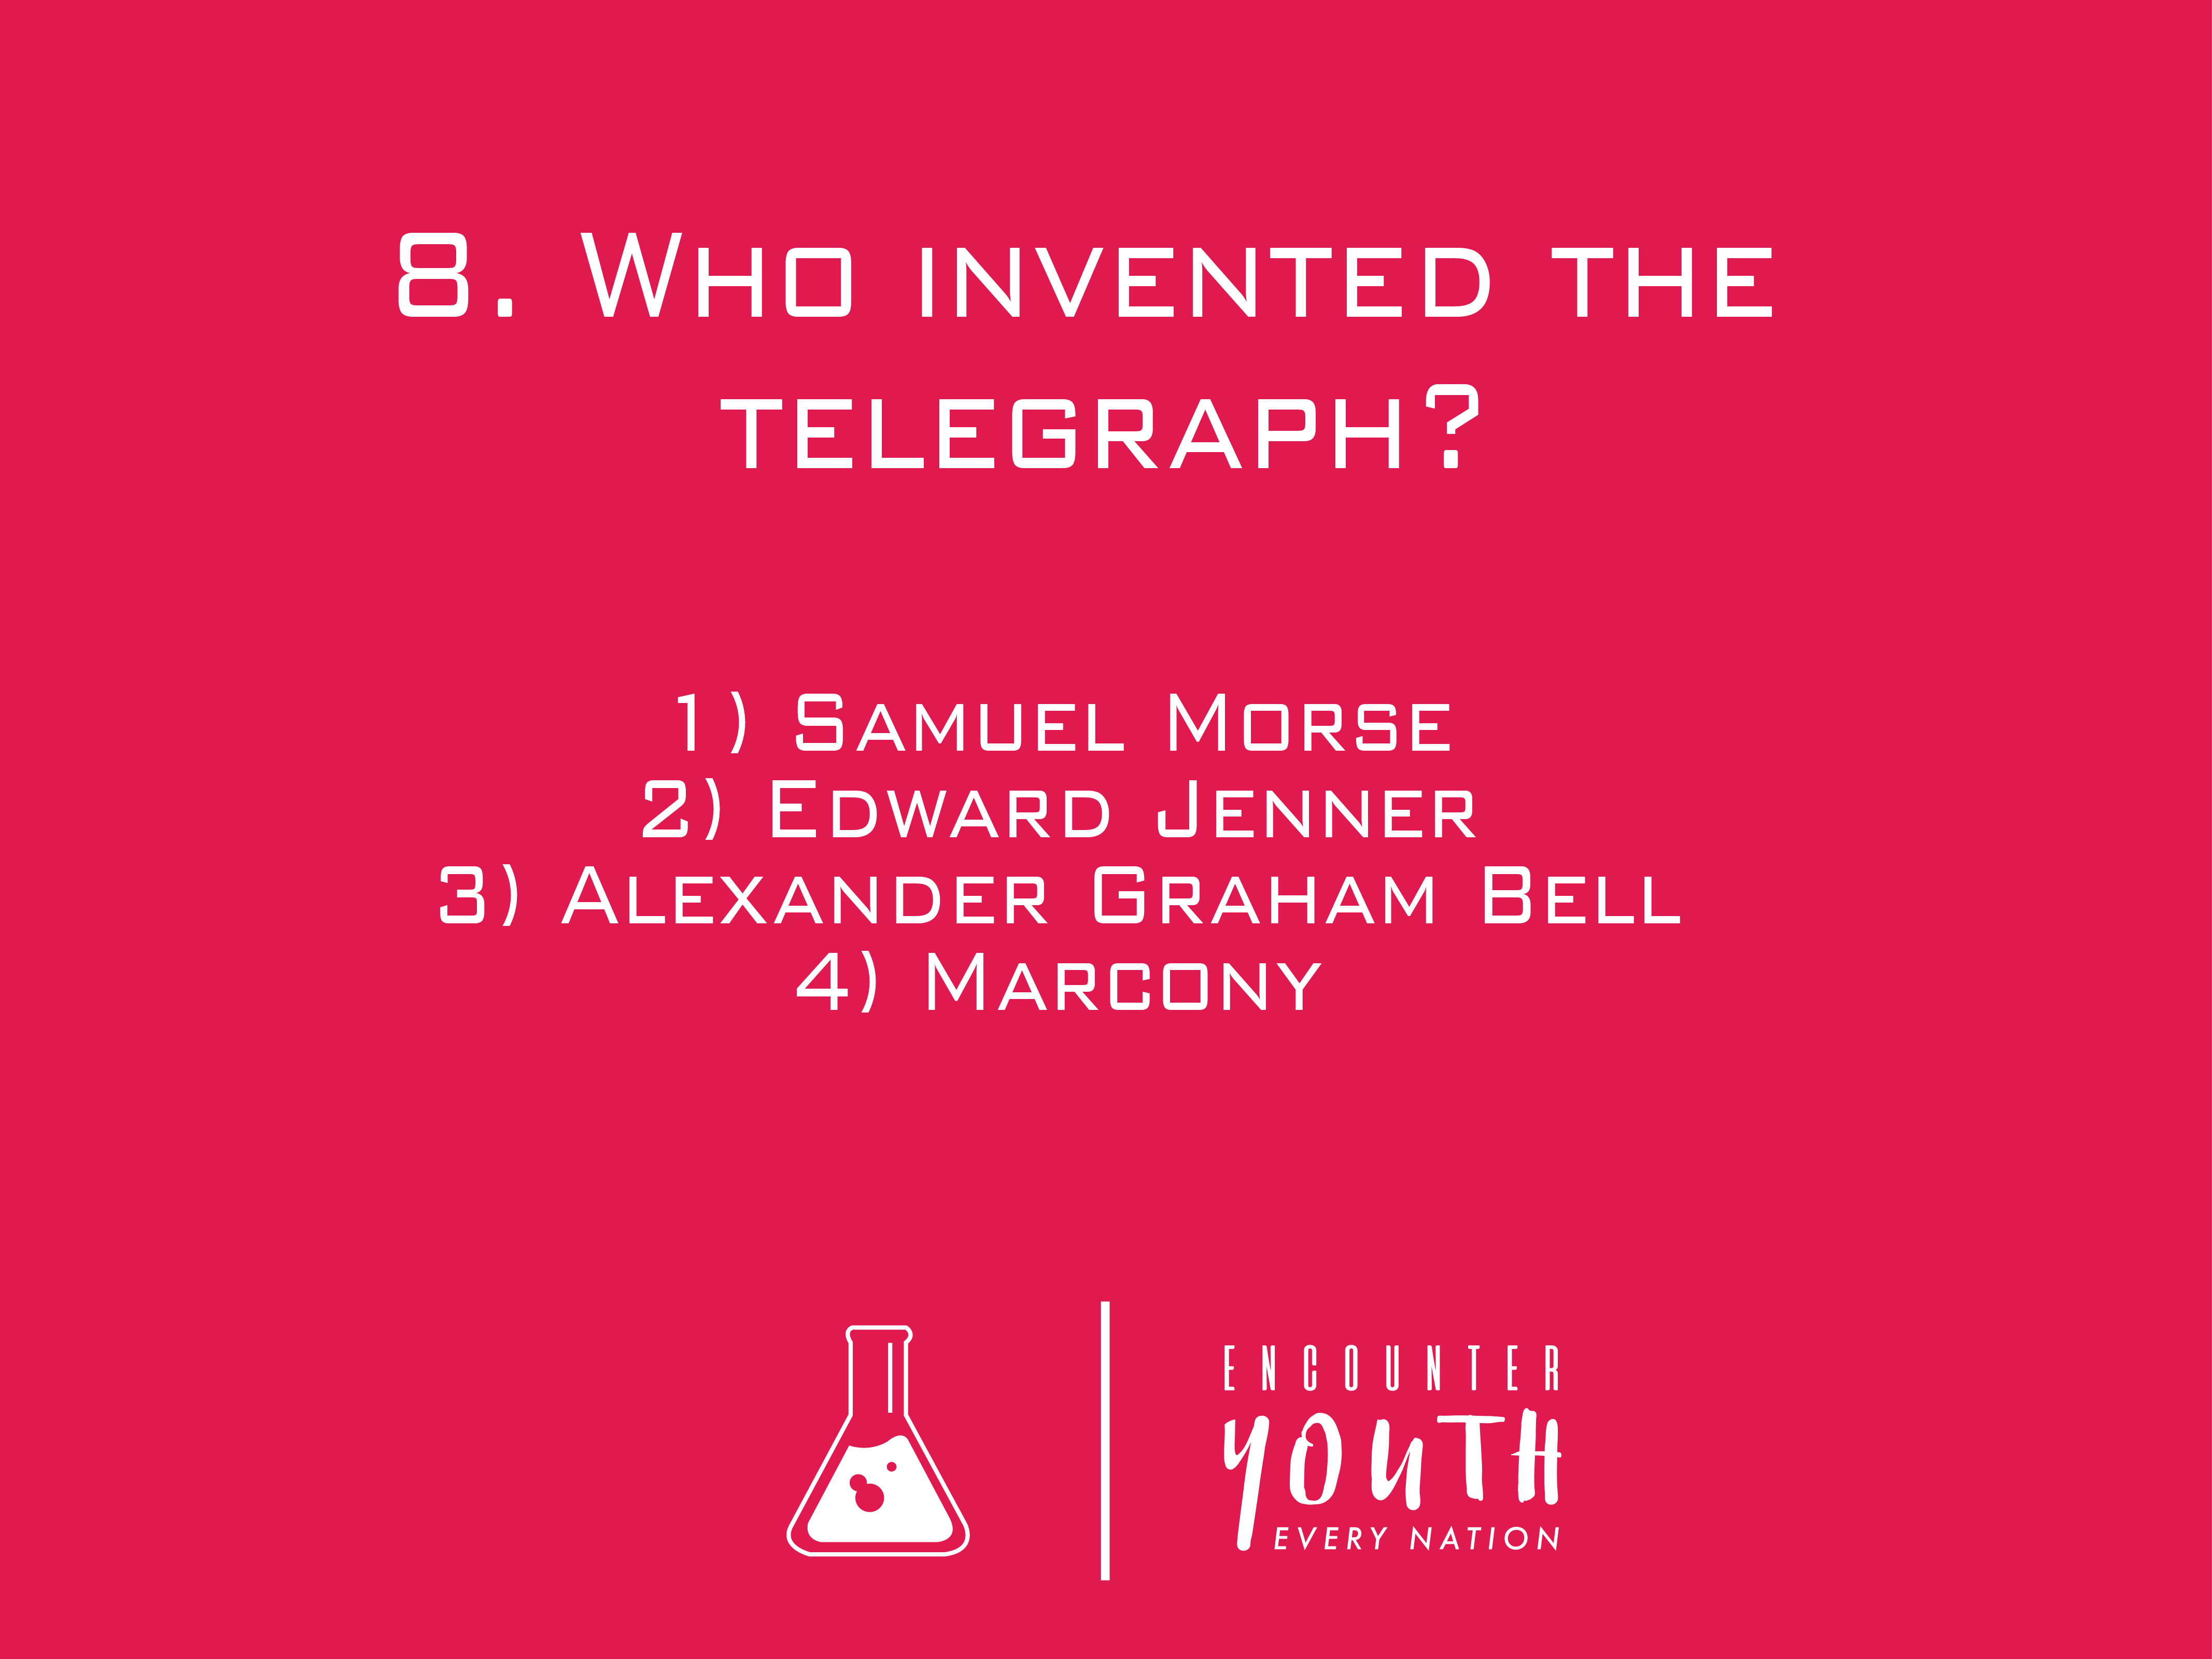 8. Who invented the
telegraph?
1) Samuel Morse
2) Edward Jenner
3) Alexander Graham Bell
4) Marcony
ENCOUNTER
YOUTH
EVERY NATION